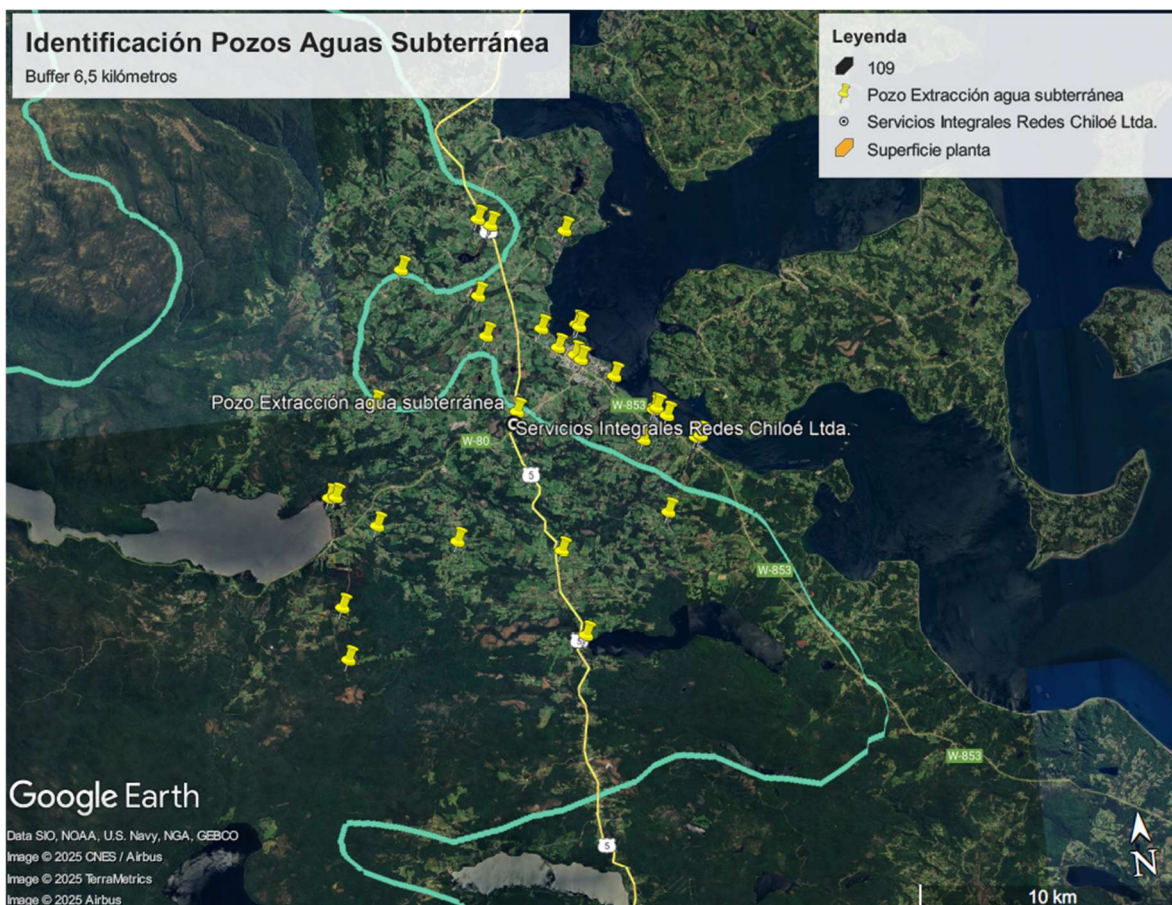 Identificación Pozos Aguas Subterránea
Buffer 6,5 kilómetros
Leyenda
109
Pozo Extracción agua subterránea
Servicios Integrales Redes Chiloé Ltda.
Superficie planta
Pozo Extracción agua subterránea
W-853
Servicios Integrales Redes Chiloé Ltda.
W-80
5
W-853
W-853
5
Google Earth
Data SIO, NOAA, U.S. Navy, NGA, GEBCO
Image © 2025 CNES / Airbus
Image © 2025 TerraMetrics
Image © 2025 Airbus
N
10 km